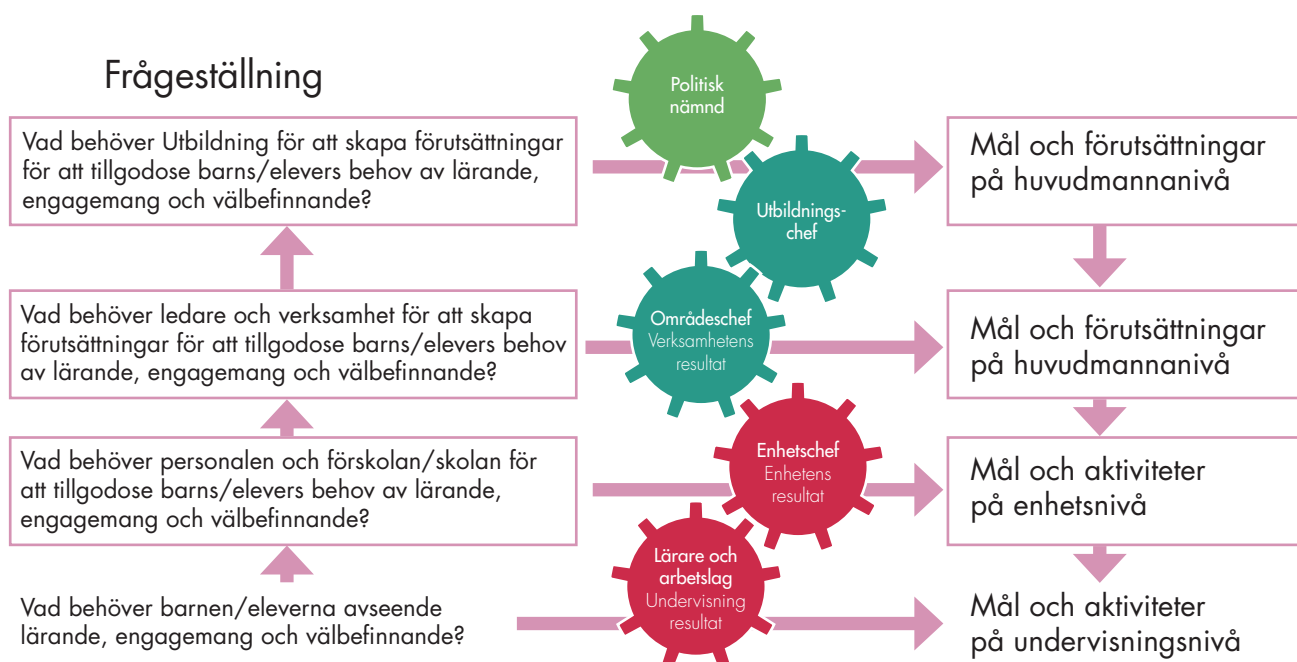 Frågeställning
Politisk
nämnd
Vad behöver Utbildning för att skapa förutsättningar
för att tillgodose barns/elevers behov av lärande,
engagemang och välbefinnande?
Mål och förutsättningar
på huvudmannanivå
Utbildnings-
chef
Vad behöver ledare och verksamhet för att skapa
förutsättningar för att tillgodose barns/elevers behov
av lärande, engagemang och välbefinnande?
Områdeschef
Verksamhetens
resultat
Mål och förutsättningar
på huvudmannanivå
Vad behöver personalen och förskolan/skolan för
att tillgodose barns/elevers behov av lärande,
engagemang och välbefinnande?
Enhetschef
Enhetens
resultat
Mål och aktiviteter
på enhetsnivå
Vad behöver barnen/eleverna avseende
lärande, engagemang och välbefinnande?
Lärare och
arbetslag
Undervisning
resultat
Mål och aktiviteter
på undervisningsnivå